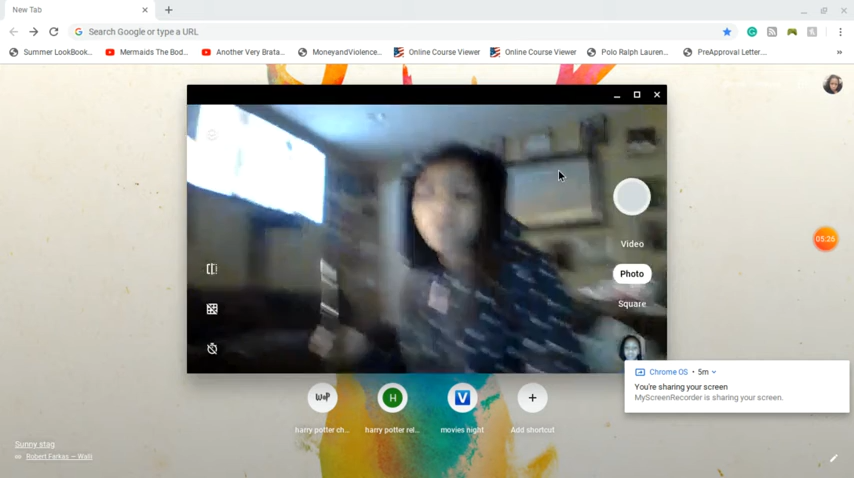 New Tab
Search Google or type a URL
Summer LookBook...
Mermaids The Bod...
Another Very Brata...
MoneyandViolence...
Online Course Viewer
Online Course Viewer
Polo Ralph Lauren...
PreApproval Letter....
»
Video
Photo
Square
05:26
Chrome OS • 5m
You're sharing your screen
MyScreenRecorder is sharing your screen.
WaP
H
V
harry potter ch...
harry potter rel...
movies night
Add shortcut
Sunny stag
Robert Farkas — Walli